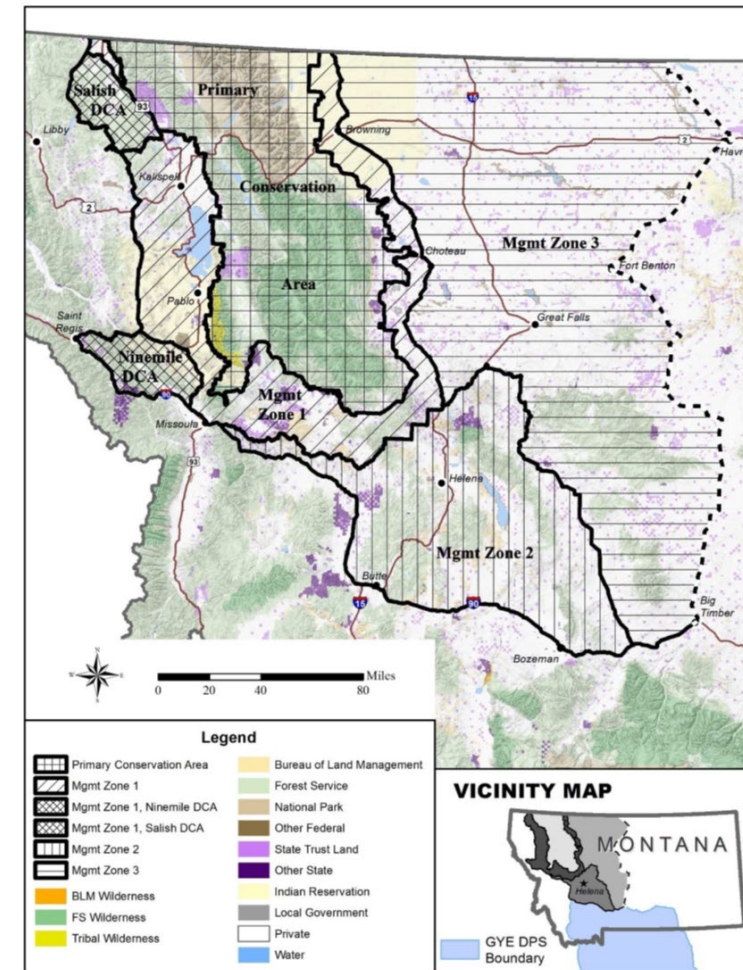 Salish
DCA
93
Primary
15
Libby
Browning
2
Havr
Kalispell
Conservation
2
Choteau
Mgmt Zone 3
Fort Benton
Area
Pablo
Saint
Regis
Great Falls
Ninemile
DCA
Mgmt
Zone 1
Missoula
93
Helena
Mgmt Zone 2
Butte
15
90
Big
Timber
Bozeman
N
W
E
S
Miles
0
20
40
80
Legend
Primary Conservation Area
Mgmt Zone 1
Mgmt Zone 1, Ninemile DCA
Mgmt Zone 1, Salish DCA
Mgmt Zone 2
Mgmt Zone 3
BLM Wilderness
FS Wilderness
Tribal Wilderness
Bureau of Land Management
Forest Service
National Park
Other Federal
State Trust Land
Other State
Indian Reservation
Local Government
Private
Water
VICINITY MAP
MONTANA
Helena
GYE DPS
Boundary